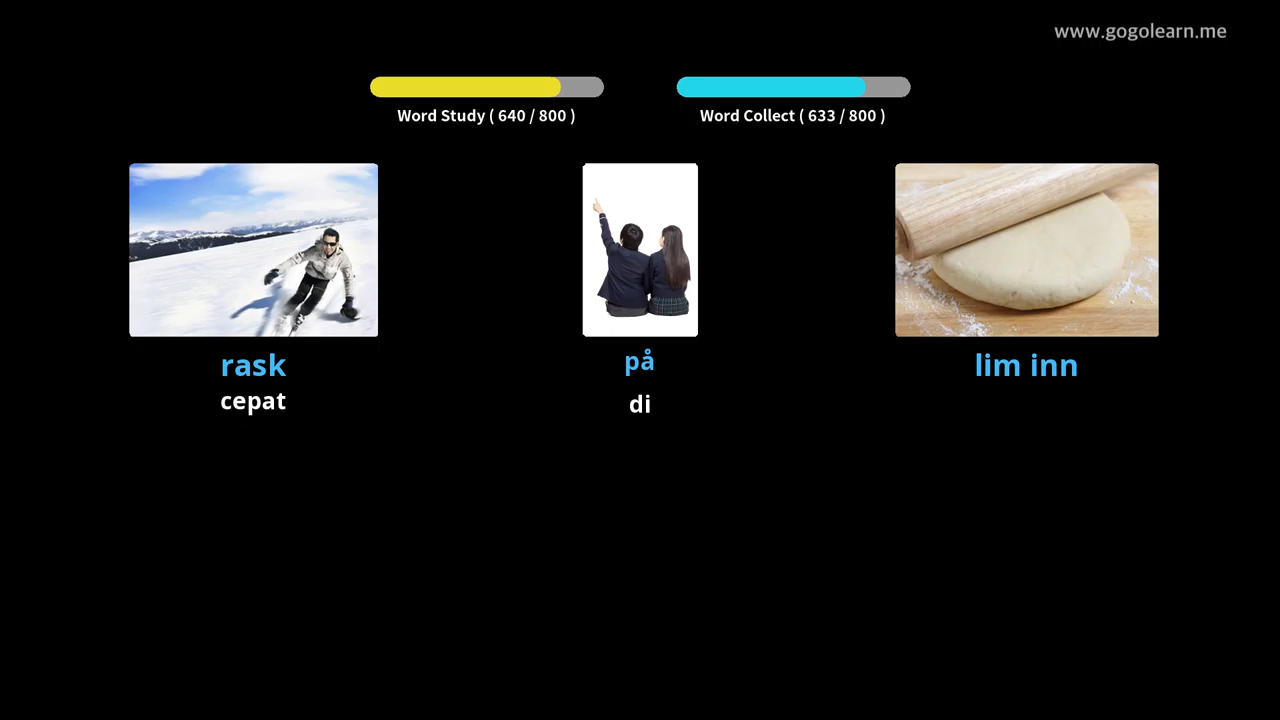 www.gogolearn.me
Word Study ( 640 / 800 )
Word Collect ( 633 / 800 )
rask
cepat
på
di
lim inn